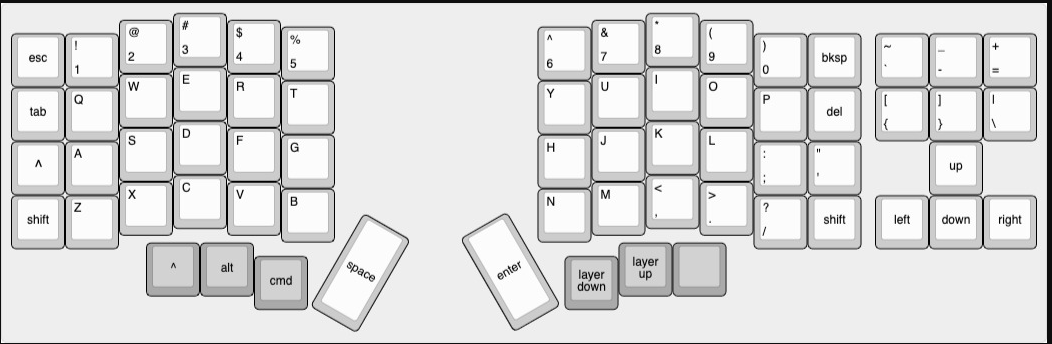 esc ! @ # $ % ^ & * ( ) bksp ~ _ +
1 2 3 4 5 6 7 8 9 0 ` - =
tab Q W E R T Y U I O P del [ ] |
{ } \
^ A S D F G H J K L : " up
; '
shift Z X C V B N M < > ? shift left down right
, . /
^ alt cmd space enter layer down layer up